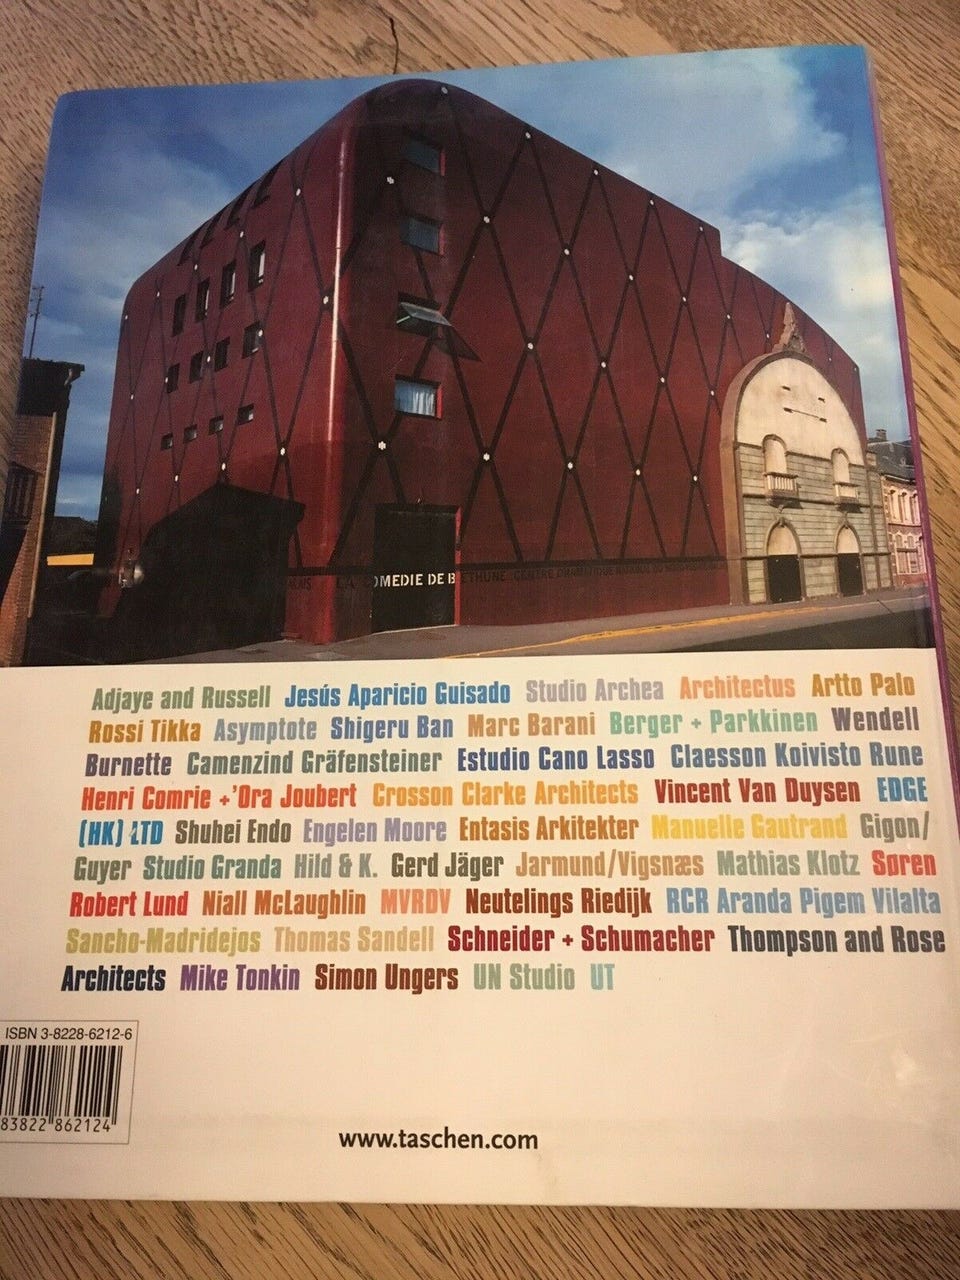 COMEDIE DE BETHUNE CENTRE DRAMATIQUE NATIONAL
Adjaye and Russell Jesús Aparicio Guisado Studio Archea Architectus Artto Palo
Rossi Tikka Asymptote Shigeru Ban Marc Barani Berger + Parkkinen Wendell
Burnette Camenzind Gräfensteiner Estudio Cano Lasso Claesson Koivisto Rune
Henri Comrie +'Ora Joubert Crosson Clarke Architects Vincent Van Duysen EDGE
(HK) LTD Shuhei Endo Engelen Moore Entasis Arkitekter Manuelle Gautrand Gigon/
Guyer Studio Granda Hild & K. Gerd Jäger Jarmund/Vigsnæs Mathias Klotz Søren
Robert Lund Niall McLaughlin MVRDV Neutelings Riedijk RCR Aranda Pigem Vilalta
Sancho-Madridejos Thomas Sandell Schneider + Schumacher Thompson and Rose
Architects Mike Tonkin Simon Ungers UN Studio UT
ISBN 3-8228-6212-6
83822 862124
www.taschen.com